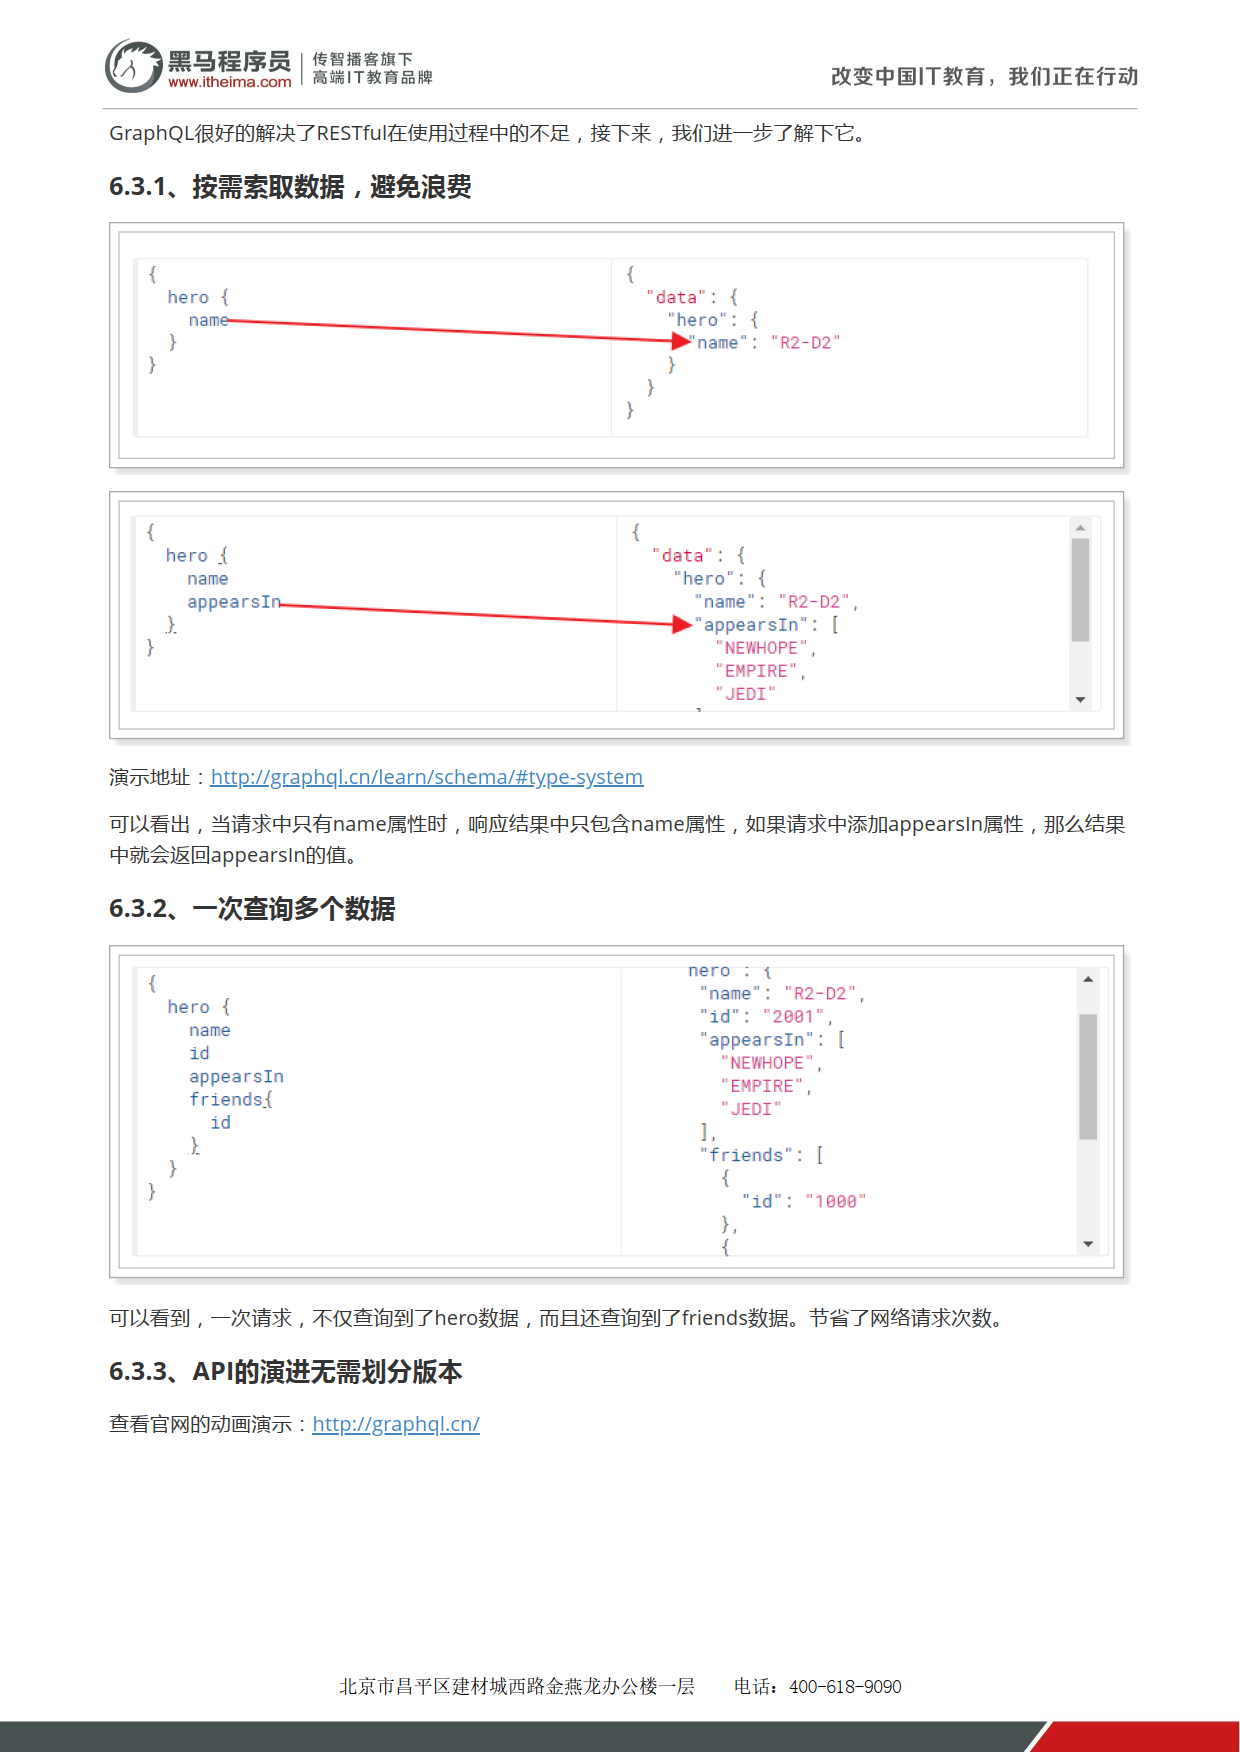 黑马程序员
www.itheima.com
传智播客旗下
高端IT教育品牌
改变中国IT教育，我们正在行动
GraphQL很好的解决了RESTful在使用过程中的不足，接下来，我们进一步了解下它。
6.3.1、按需索取数据，避免浪费
{
hero {
name
}
}
{
"data": {
"hero": {
"name": "R2-D2"
}
}
}
{
hero {
name
appearsIn
}
}
{
"data": {
"hero": {
"name": "R2-D2",
"appearsIn": [
"NEWHOPE",
"EMPIRE",
"JEDI"
演示地址：http://graphql.cn/learn/schema/#type-system
可以看出，当请求中只有name属性时，响应结果中只包含name属性，如果请求中添加appearsIn属性，那么结果
中就会返回appearsIn的值。
6.3.2、一次查询多个数据
{
hero {
name
id
appearsIn
friends{
id
}
}
}
hero : {
"name": "R2-D2",
"id": "2001",
"appearsIn": [
"NEWHOPE",
"EMPIRE",
"JEDI"
],
"friends": [
{
"id": "1000"
},
{
可以看到，一次请求，不仅查询到了hero数据，而且还查询到了friends数据。节省了网络请求次数。
6.3.3、API的演进无需划分版本
查看官网的动画演示：http://graphql.cn/
北京市昌平区建材城西路金燕龙办公楼一层 电话：400-618-9090